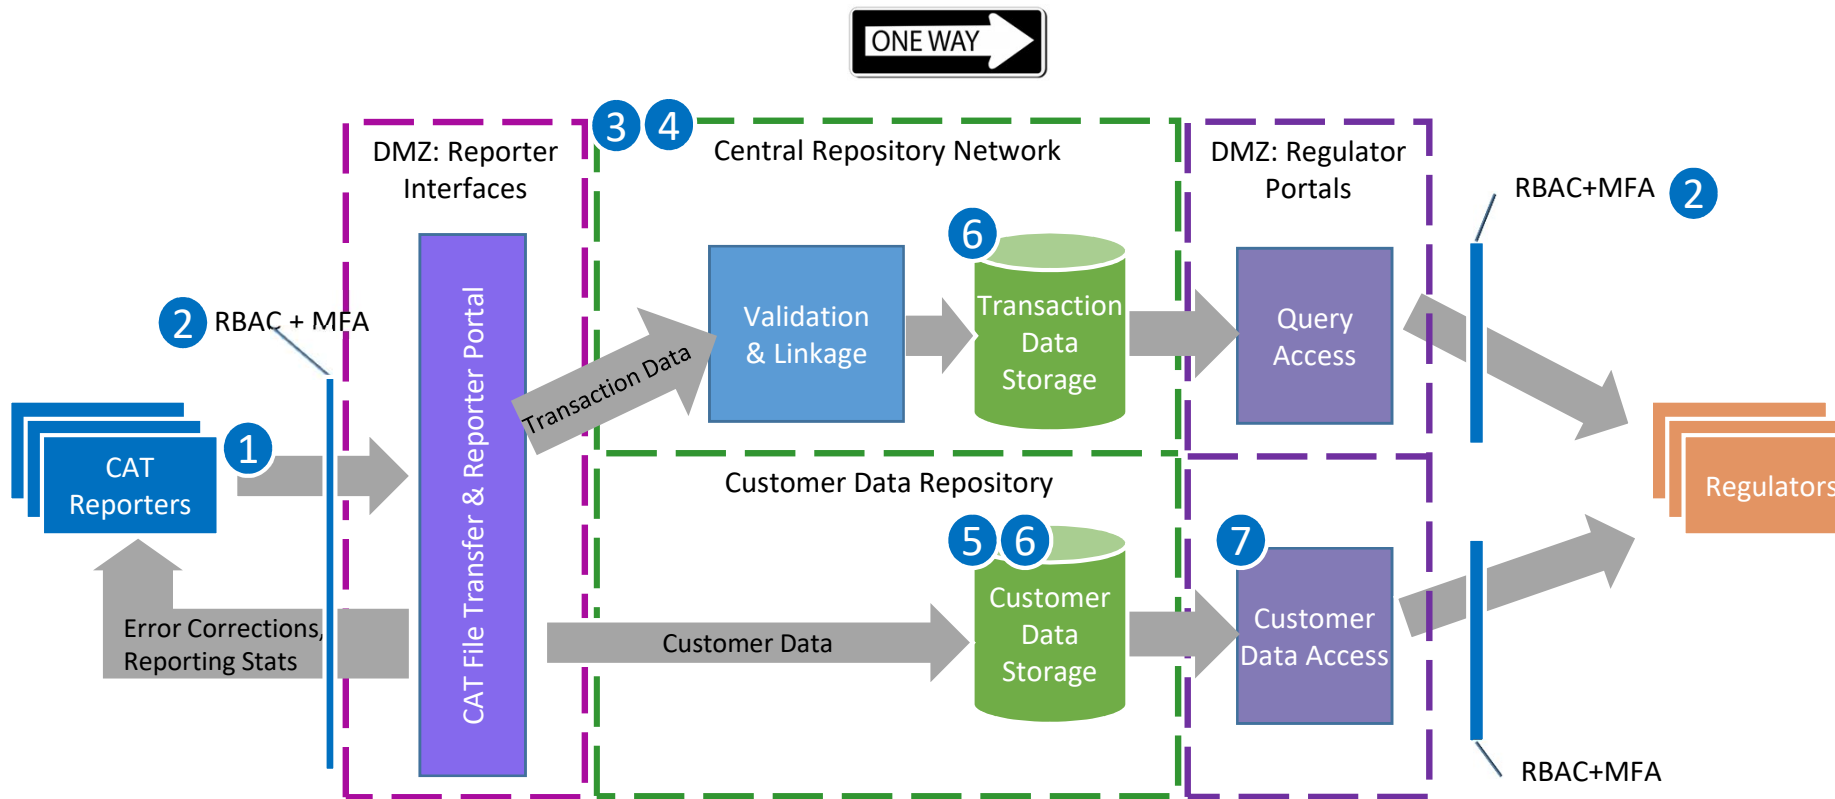 ONE WAY
3 4
DMZ: Reporter
Interfaces
Central Repository Network
DMZ: Regulator
Portals
RBAC+MFA 2
2 RBAC + MFA
CAT File Transfer & Reporter Portal
Transaction Data
Validation
& Linkage
6
Transaction
Data
Storage
Query
Access
1
CAT
Reporters
Regulators
Customer Data Repository
5 6
7
Error Corrections,
Reporting Stats
Customer Data
Customer
Data
Storage
Customer
Data Access
RBAC+MFA